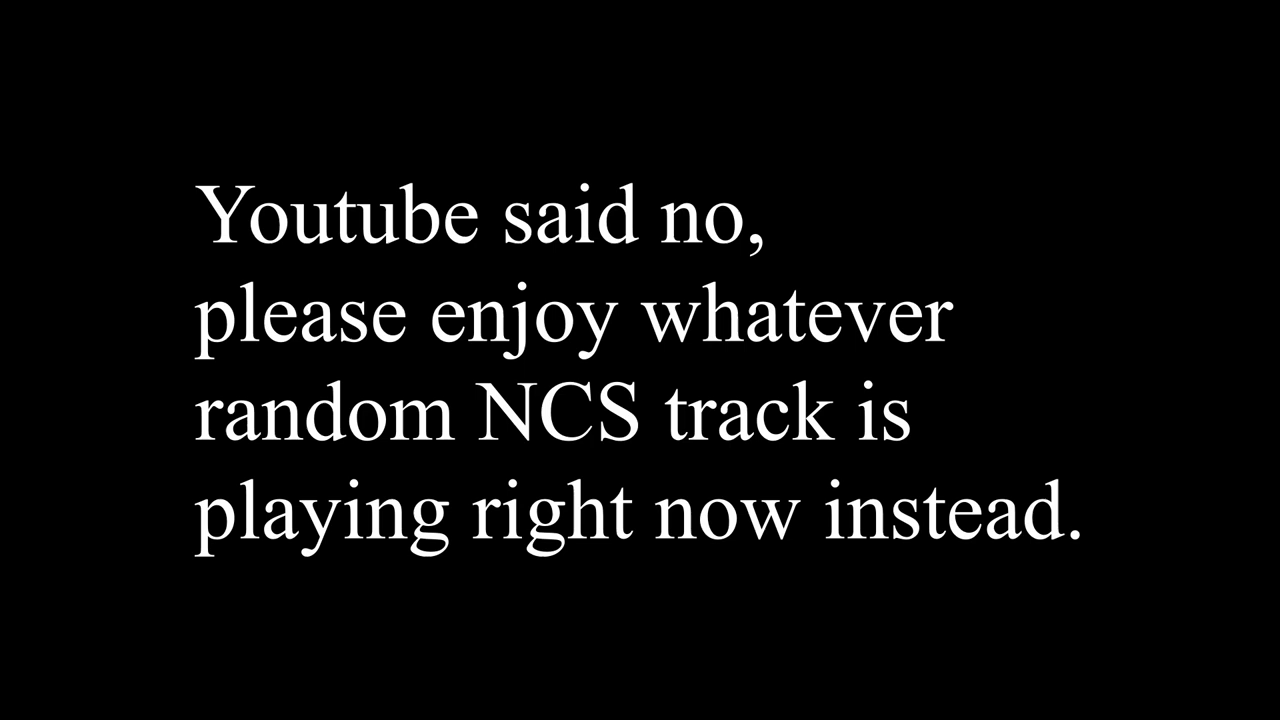 Youtube said no,
please enjoy whatever
random NCS track is
playing right now instead.